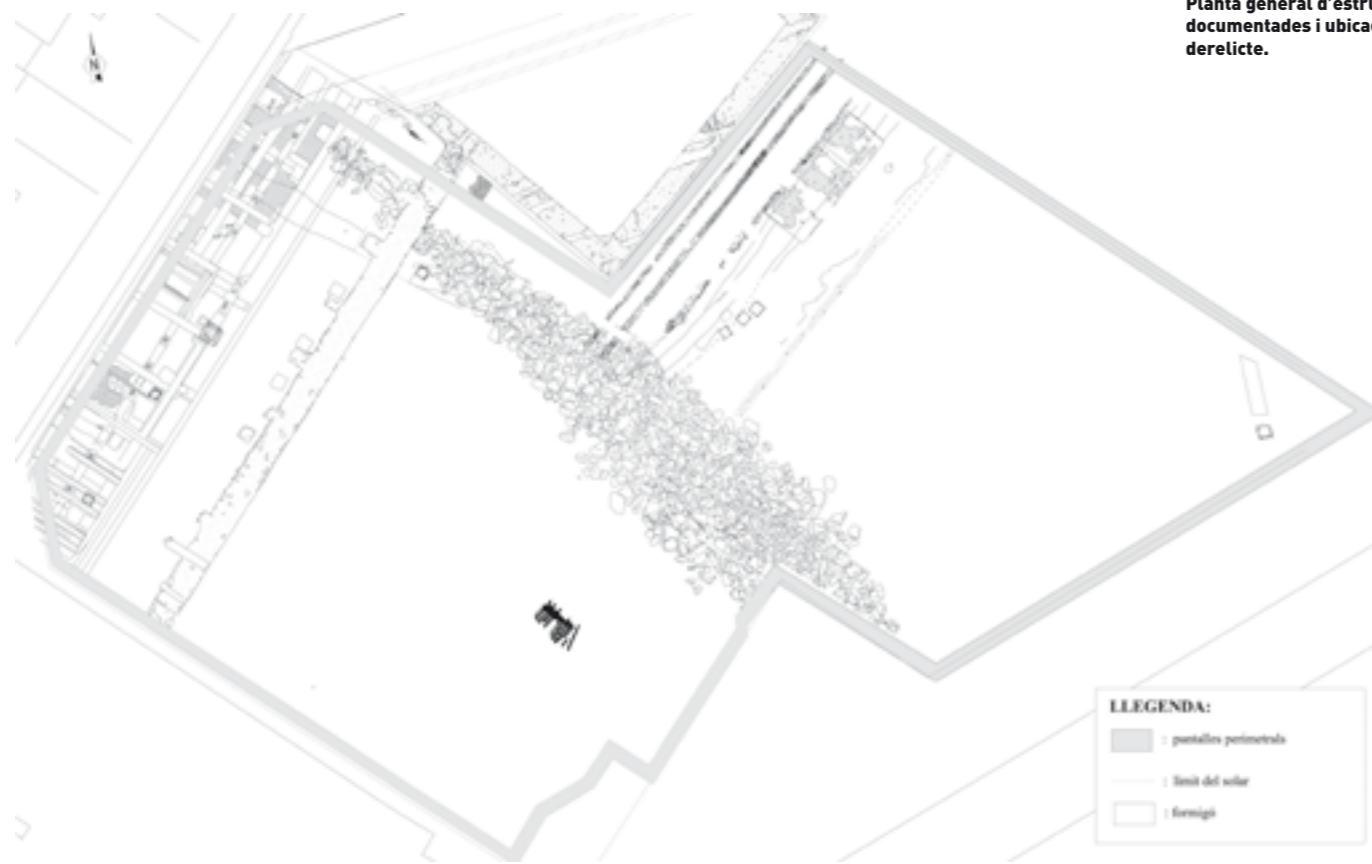 Planta general d'estru
documentades i ubicac
derelicte.
N
LLEGENDA:
: pantalles perimetrals
: límit del solar
: formigó